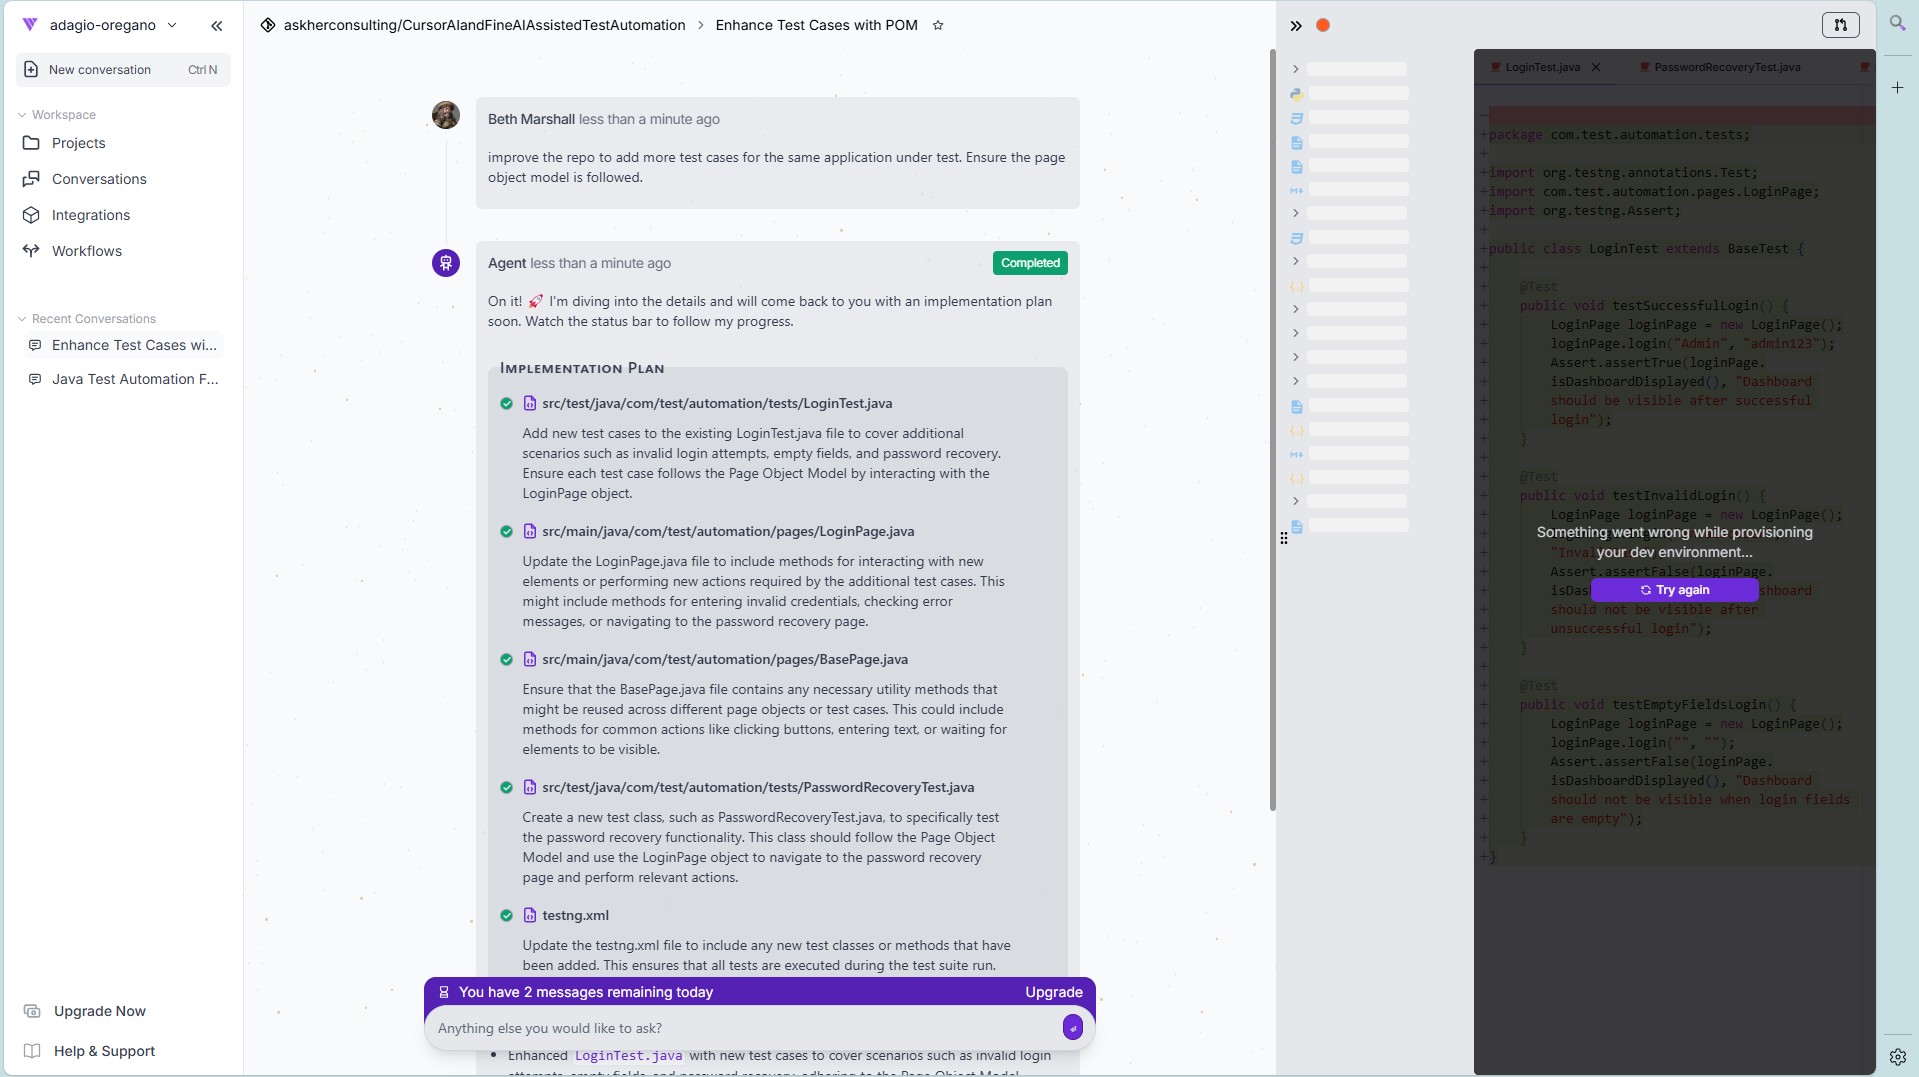 adagio-oregano
New conversation Ctrl N
Workspace
Projects
Conversations
Integrations
Workflows
Recent Conversations
Enhance Test Cases wi...
Java Test Automation F...
Upgrade Now
Help & Support
askherconsulting/CursorAIandFineAIAssistedTestAutomation > Enhance Test Cases with POM
Beth Marshall less than a minute ago
improve the repo to add more test cases for the same application under test. Ensure the page
object model is followed.
Agent less than a minute ago
Completed
On it! 🚀 I'm diving into the details and will come back to you with an implementation plan
soon. Watch the status bar to follow my progress.
Implementation Plan
src/test/java/com/test/automation/tests/LoginTest.java
Add new test cases to the existing LoginTest.java file to cover additional
scenarios such as invalid login attempts, empty fields, and password recovery.
Ensure each test case follows the Page Object Model by interacting with the
LoginPage object.
src/main/java/com/test/automation/pages/LoginPage.java
Update the LoginPage.java file to include methods for interacting with new
elements or performing new actions required by the additional test cases. This
might include methods for entering invalid credentials, checking error
messages, or navigating to the password recovery page.
src/main/java/com/test/automation/pages/BasePage.java
Ensure that the BasePage.java file contains any necessary utility methods that
might be reused across different page objects or test cases. This could include
methods for common actions like clicking buttons, entering text, or waiting for
elements to be visible.
src/test/java/com/test/automation/tests/PasswordRecoveryTest.java
Create a new test class, such as PasswordRecoveryTest.java, to specifically test
the password recovery functionality. This class should follow the Page Object
Model and use the LoginPage object to navigate to the password recovery
page and perform relevant actions.
testng.xml
Update the testng.xml file to include any new test classes or methods that have
been added. This ensures that all tests are executed during the test suite run.
You have 2 messages remaining today
Upgrade
Anything else you would like to ask?
• Enhanced LoginTest.java with new test cases to cover scenarios such as invalid login
attempts, empty fields, and password recovery, adhering to the Page Object Model
LoginTest.java
PasswordRecoveryTest.java
-
+package com.test.automation.tests;
+
+import org.testng.annotations.Test;
+import com.test.automation.pages.LoginPage;
+import org.testng.Assert;
+
+public class LoginTest extends BaseTest {
+
+ @Test
+ public void testSuccessfulLogin() {
+ LoginPage loginPage = new LoginPage();
+ loginPage.login("Admin", "admin123");
+ Assert.assertTrue(loginPage.
isDashboardDisplayed(), "Dashboard
should be visible after successful
login");
+ }
+
+ @Test
+ public void testInvalidLogin() {
+ LoginPage loginPage = new LoginPage();
Something went wrong while provisioning
your dev environment...
Assert.assertFalse(loginPage.
Try again
should not be visible after
unsuccessful login");
+ }
+
+ @Test
+ public void testEmptyFieldsLogin() {
+ LoginPage loginPage = new LoginPage();
+ loginPage.login("", "");
+ Assert.assertFalse(loginPage.
isDashboardDisplayed(), "Dashboard
should not be visible when login fields
are empty");
+ }
+}